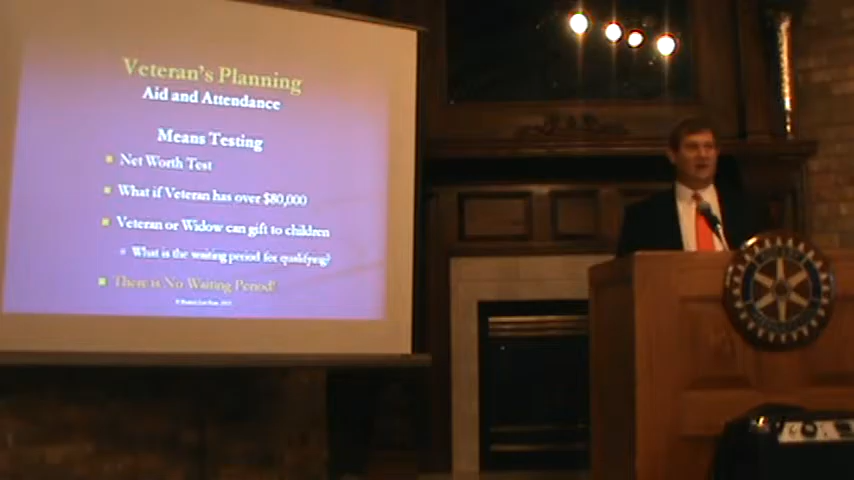 Veteran's Planning
Aid and Attendance
Means Testing
Net Worth Test
What if Veteran has over $80,000
Veteran or Widow can gift to children
What is the waiting period for qualifying?
There is No Waiting Period!